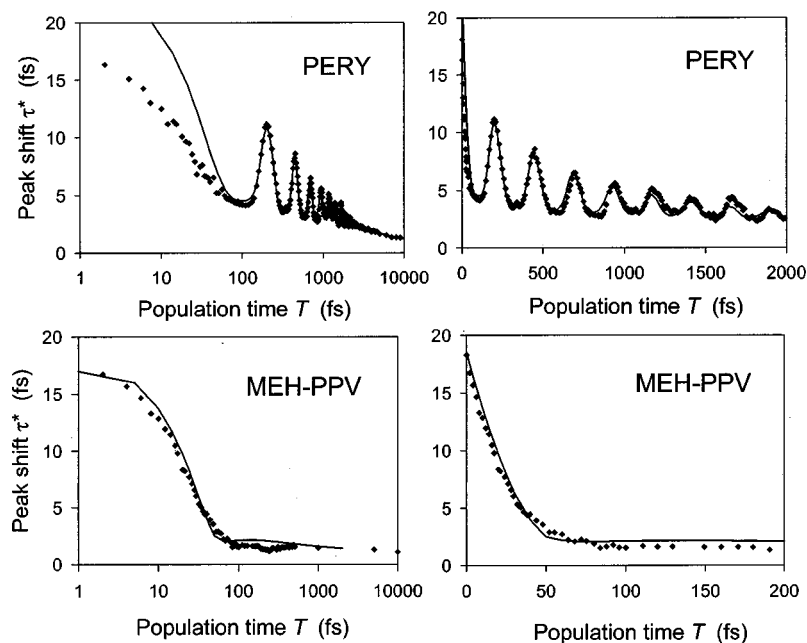 20
15
10
5
0
Peak shift τ* (fs)
PERY
1 10 100 1000 10000
Population time T (fs)
20
15
10
5
0
PERY
0 500 1000 1500 2000
Population time T (fs)
20
15
10
5
0
Peak shift τ* (fs)
MEH-PPV
1 10 100 1000 10000
Population time T (fs)
20
15
10
5
0
MEH-PPV
0 50 100 150 200
Population time T (fs)